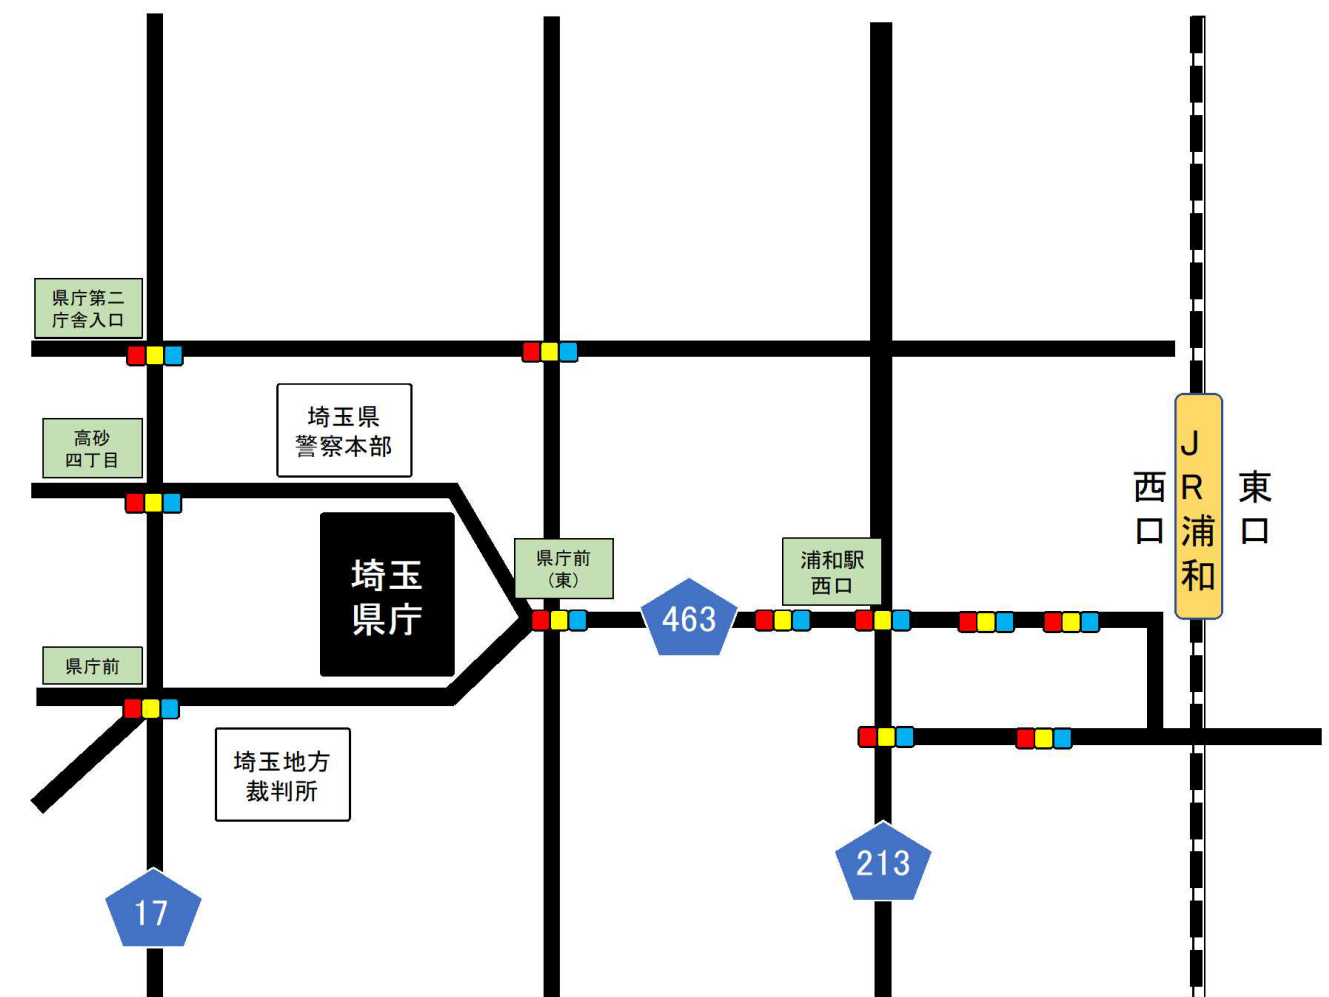 県庁第二
庁舎入口
埼玉県
警察本部
高砂
四丁目
JR浦和
西口
東口
埼玉
県庁
県庁前
（東）
浦和駅
西口
463
県庁前
埼玉地方
裁判所
213
17